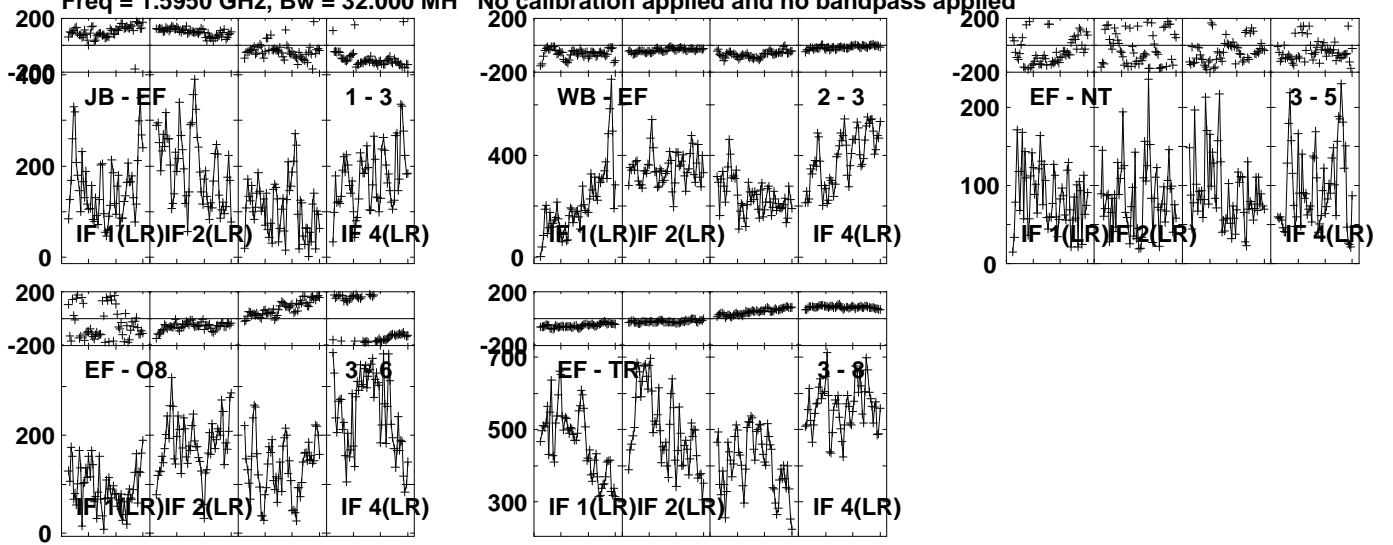 Freq = 1.5950 GHz, Bw = 32.000 MH No calibration applied and no bandpass applied
200
-200
400
JB - EF
1 - 3
200
0
IF 1(LR)
IF 2(LR)
IF 4(LR)
200
-200
WB - EF
2 - 3
400
0
IF 1(LR)
IF 2(LR)
IF 4(LR)
200
-200
200
EF - NT
3 - 5
100
0
IF 1(LR)
IF 2(LR)
IF 4(LR)
200
-200
EF - O8
3 - 6
200
0
IF 1(LR)
IF 2(LR)
IF 4(LR)
200
-200
700
EF - TR
3 - 8
500
300
IF 1(LR)
IF 2(LR)
IF 4(LR)